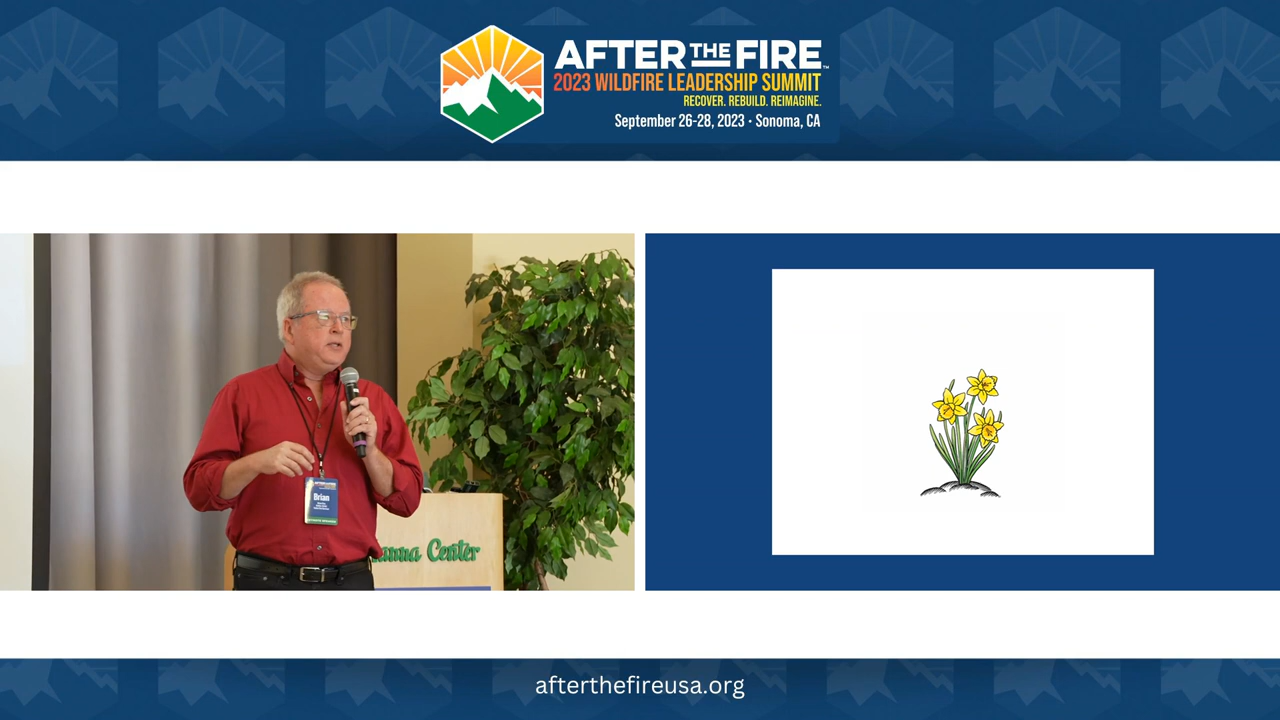 AFTER THE FIRE™
2023 WILDFIRE LEADERSHIP SUMMIT
RECOVER. REBUILD. REIMAGINE.
September 26-28, 2023 • Sonoma, CA
Brian
Center
afterthefireusa.org